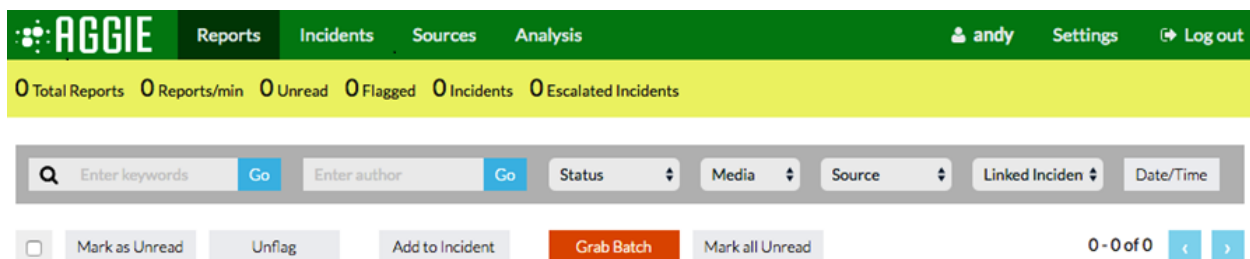 AGGIE Reports Incidents Sources Analysis andy Settings Log out
0 Total Reports 0 Reports/min 0 Unread 0 Flagged 0 Incidents 0 Escalated Incidents
Enter keywords Go Enter author Go Status Media Source Linked Inciden Date/Time
Mark as Unread Unflag Add to Incident Grab Batch Mark all Unread 0 - 0 of 0